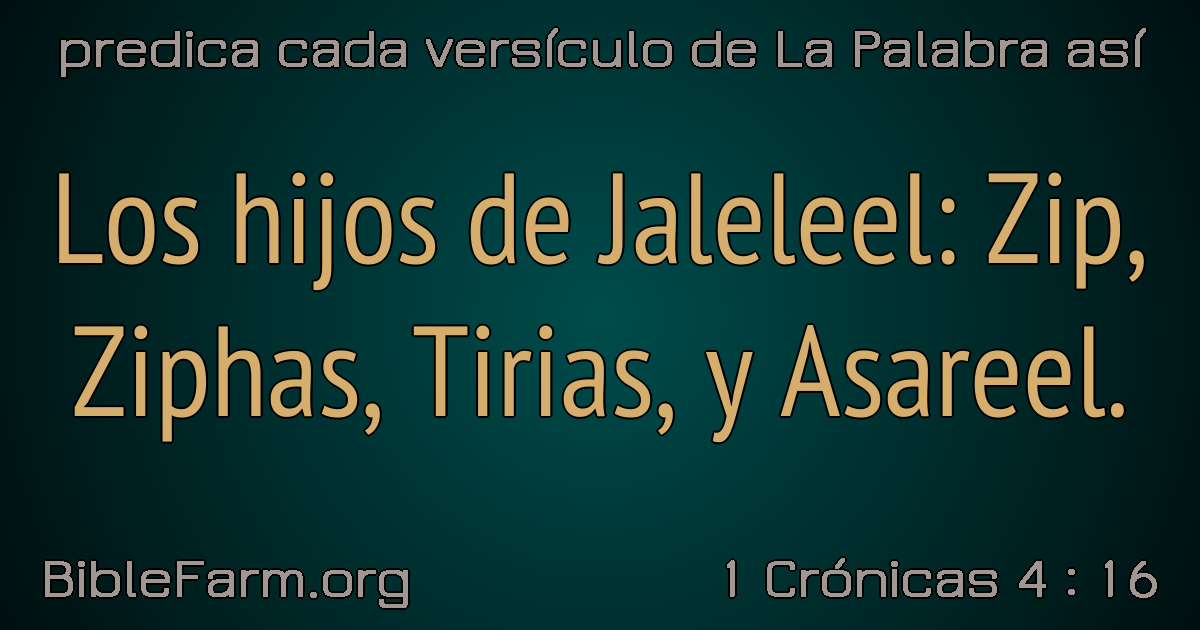 predica cada versículo de La Palabra así
Los hijos de Jaleleel: Zip,
Ziphas, Tirias, y Asareel.
BibleFarm.org
1 Crónicas 4 : 16